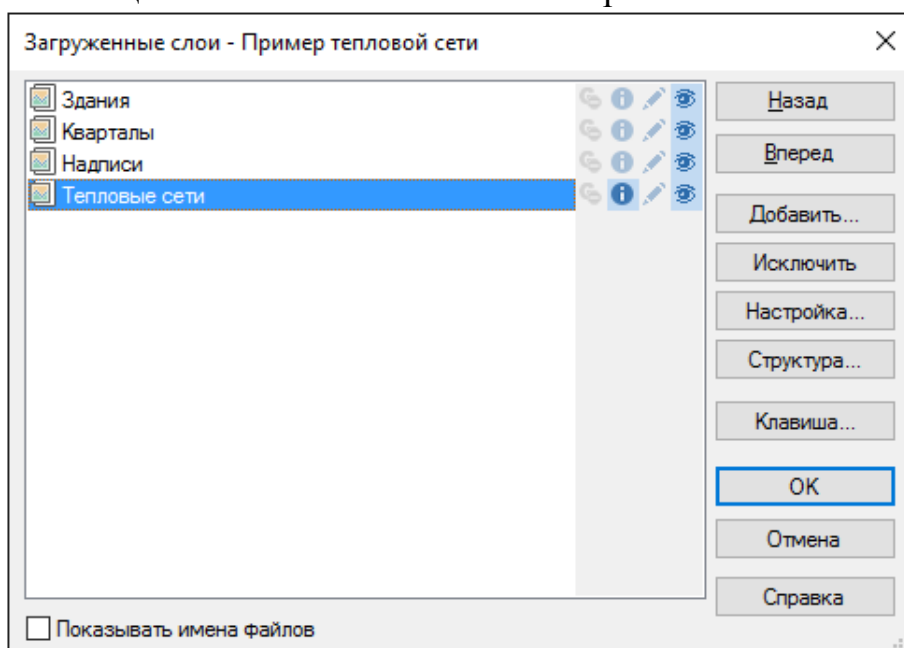 Загруженные слои - Пример тепловой сети
Здания
Кварталы
Надписи
Тепловые сети
Назад
Вперед
Добавить...
Исключить
Настройка...
Структура...
Клавиша...
OK
Отмена
Справка
Показывать имена файлов